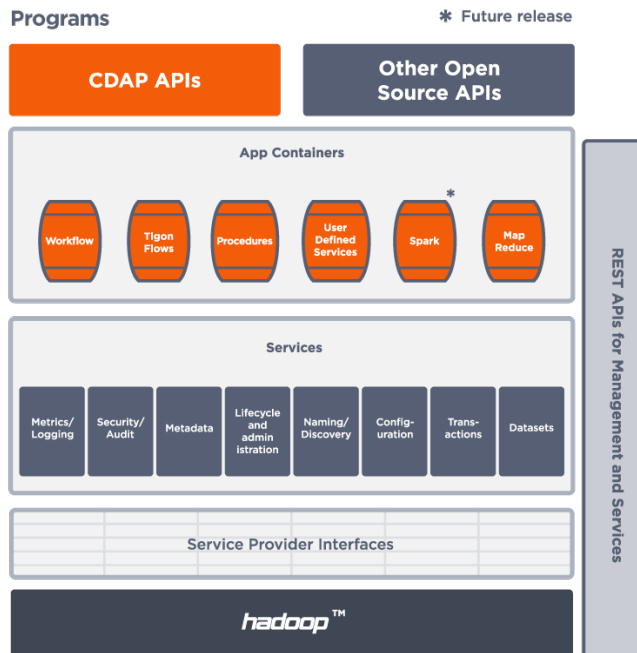 Programs
* Future release
CDAP APIs
Other Open
Source APIs
App Containers
*
Workflow
Tigon
Flows
Procedures
User
Defined
Services
Spark
Map
Reduce
Services
Metrics/
Logging
Security/
Audit
Metadata
Lifecycle
and
admin
istration
Naming/
Discovery
Config-
uration
Trans-
actions
Datasets
Service Provider Interfaces
hadoop™
REST APIs for Management and Services